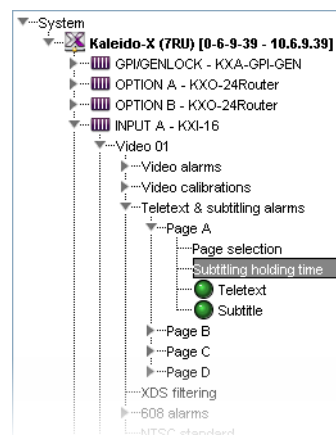 System
Kaleido-X (7RU) [0-6-9-39 - 10.6.9.39]
GPI/GENLOCK - KXA-GPI-GEN
OPTION A - KXO-24Router
OPTION B - KXO-24Router
INPUT A - KXI-16
Video 01
Video alarms
Video calibrations
Teletext & subtitling alarms
Page A
Page selection
Subtitling holding time
Teletext
Subtitle
Page B
Page C
Page D
XDS filtering
608 alarms
NTSC standard